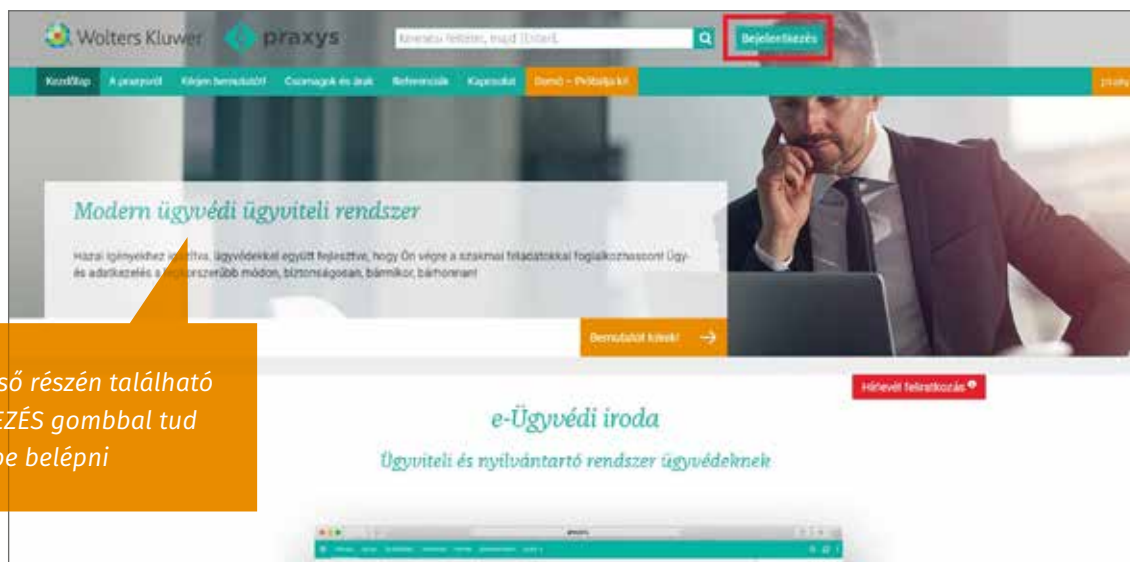 Wolters Kluwer praxys Keresési feltétel, majd [Enter]. Bejelentkezés
Kezdőlap A praxysról Kérjen bemutatót! Csomagok és árak Referenciák Kapcsolat Demó – Próbálja ki!
Modern ügyvédi ügyviteli rendszer
Hazai igényekhez igazítva, ügyvédekkel együtt fejlesztve, hogy Ön végre a szakmai feladatokkal foglalkozhasson! Ügy-
és adatkezelés a legkorszerűbb módon, biztonságosan, bármikor, bárhonnan!
Bemutatót kérek!
ső részén található
EZÉS gombbal tud
be belépni
Hírlevél feliratkozás
e-Ügyvédi iroda
Ügyviteli és nyilvántartó rendszer ügyvédeknek